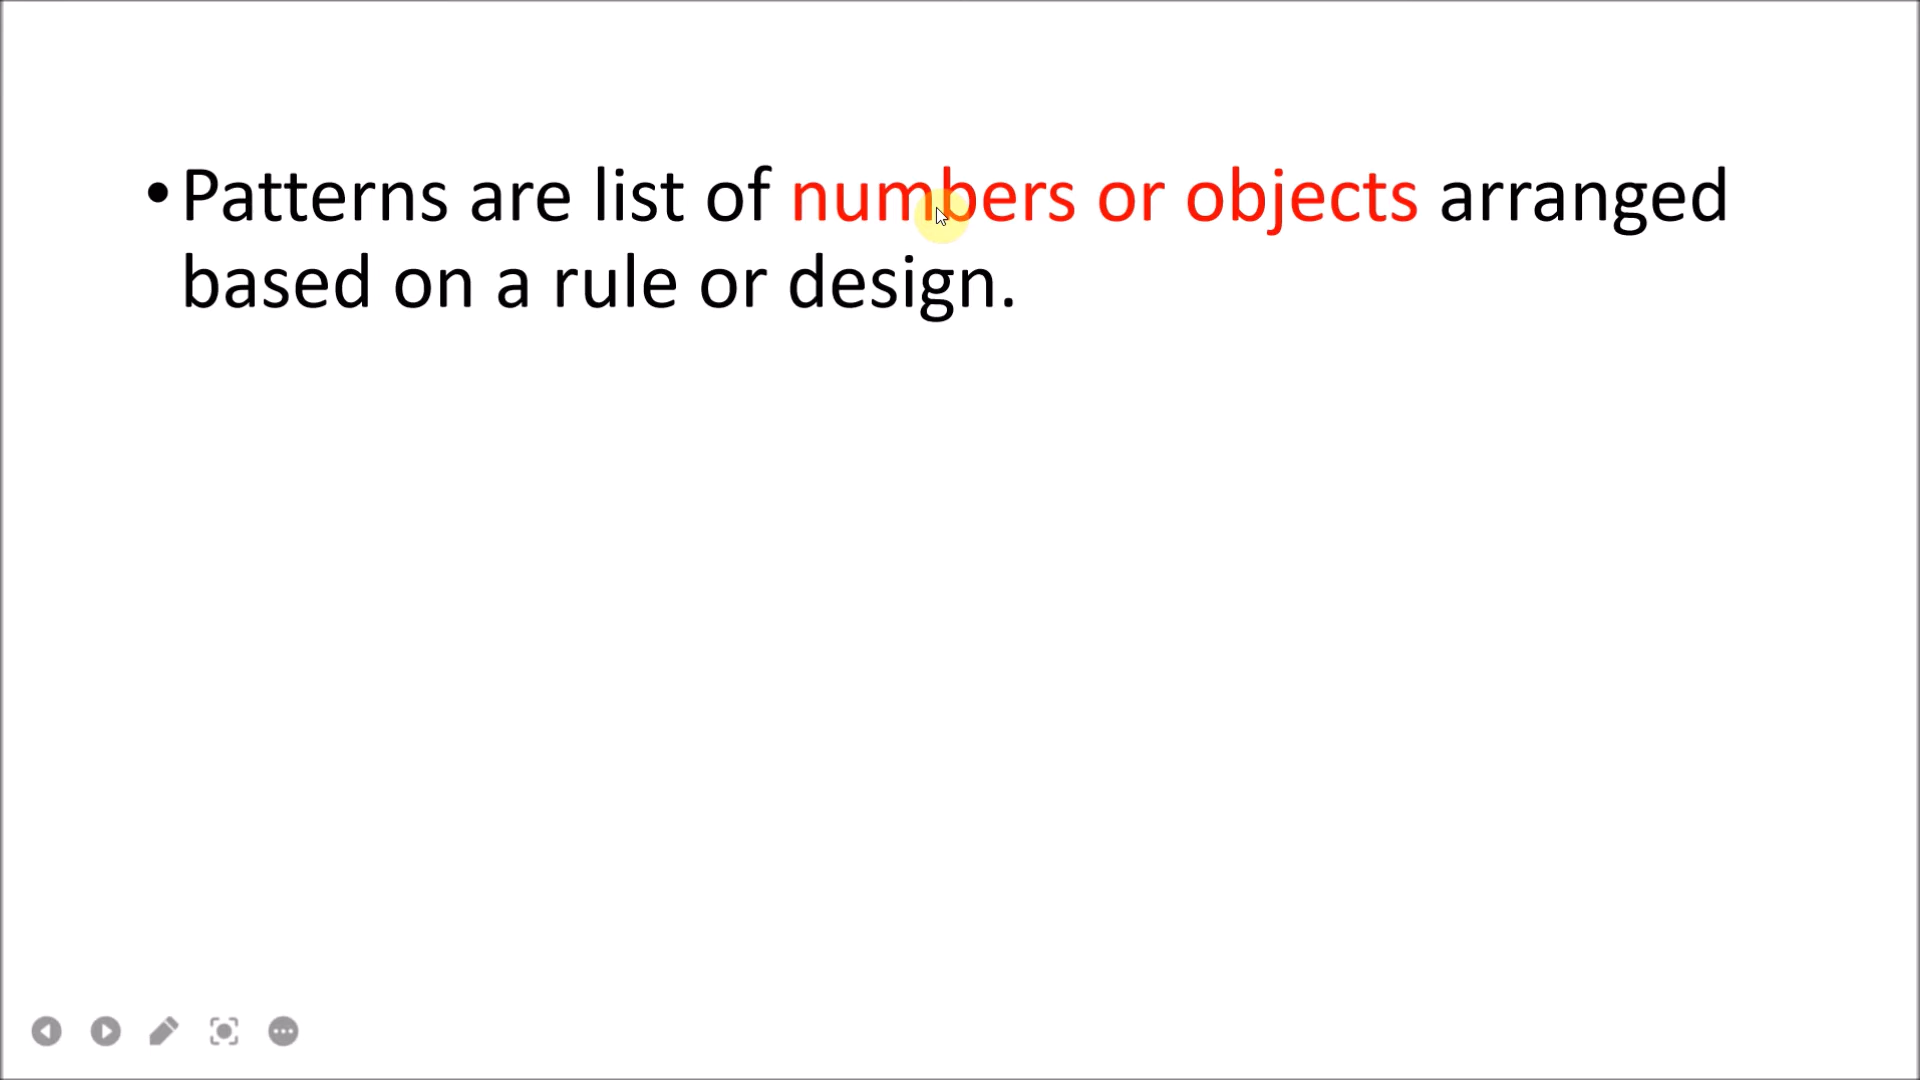 •Patterns are list of numbers or objects arranged
based on a rule or design.